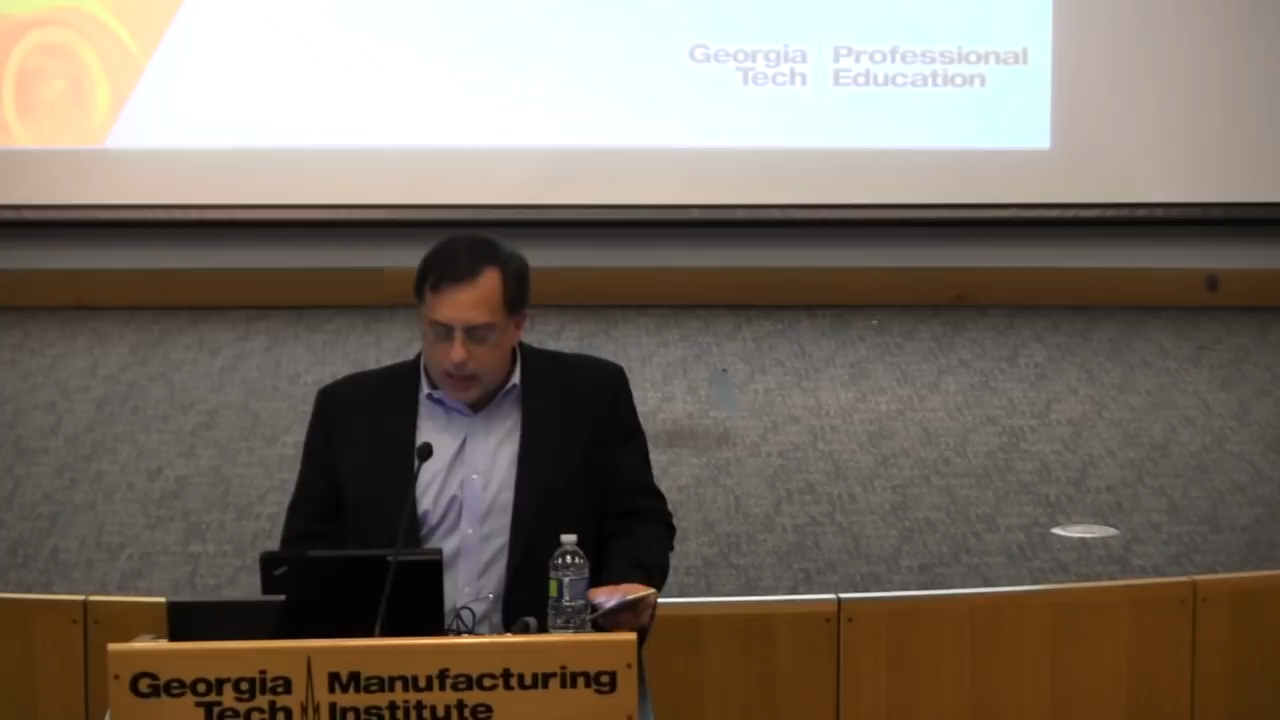 Georgia Professional
Tech Education
Georgia Manufacturing
Tech Institute